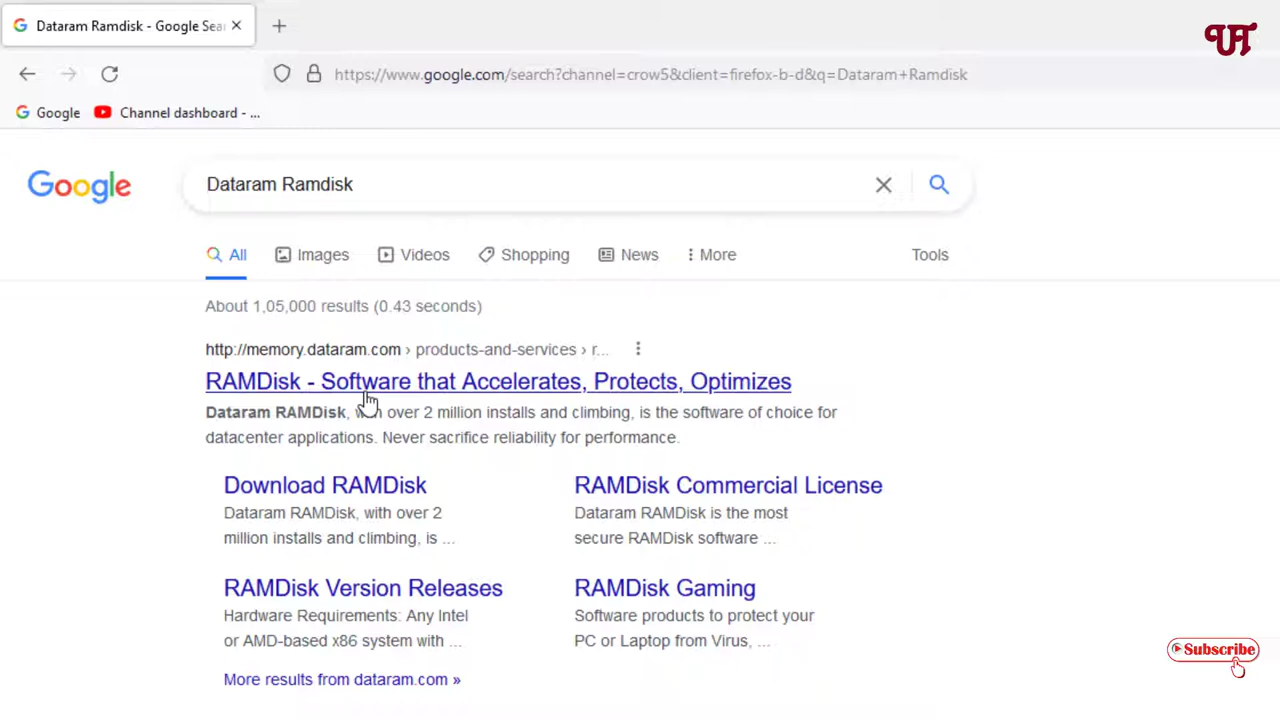 Dataram Ramdisk - Google Sea
UT
https://www.google.com/search?channel=crow5&client=firefox-b-d&q=Dataram+Ramdisk
Google
Channel dashboard - ...
Google
Dataram Ramdisk
All
Images
Videos
Shopping
News
More
Tools
About 1,05,000 results (0.43 seconds)
http://memory.dataram.com › products-and-services › r...
RAMDisk - Software that Accelerates, Protects, Optimizes
Dataram RAMDisk, with over 2 million installs and climbing, is the software of choice for
datacenter applications. Never sacrifice reliability for performance.
Download RAMDisk
Dataram RAMDisk, with over 2
million installs and climbing, is ...
RAMDisk Commercial License
Dataram RAMDisk is the most
secure RAMDisk software ...
RAMDisk Version Releases
Hardware Requirements: Any Intel
or AMD-based x86 system with ...
RAMDisk Gaming
Software products to protect your
PC or Laptop from Virus, ...
More results from dataram.com »
Subscribe